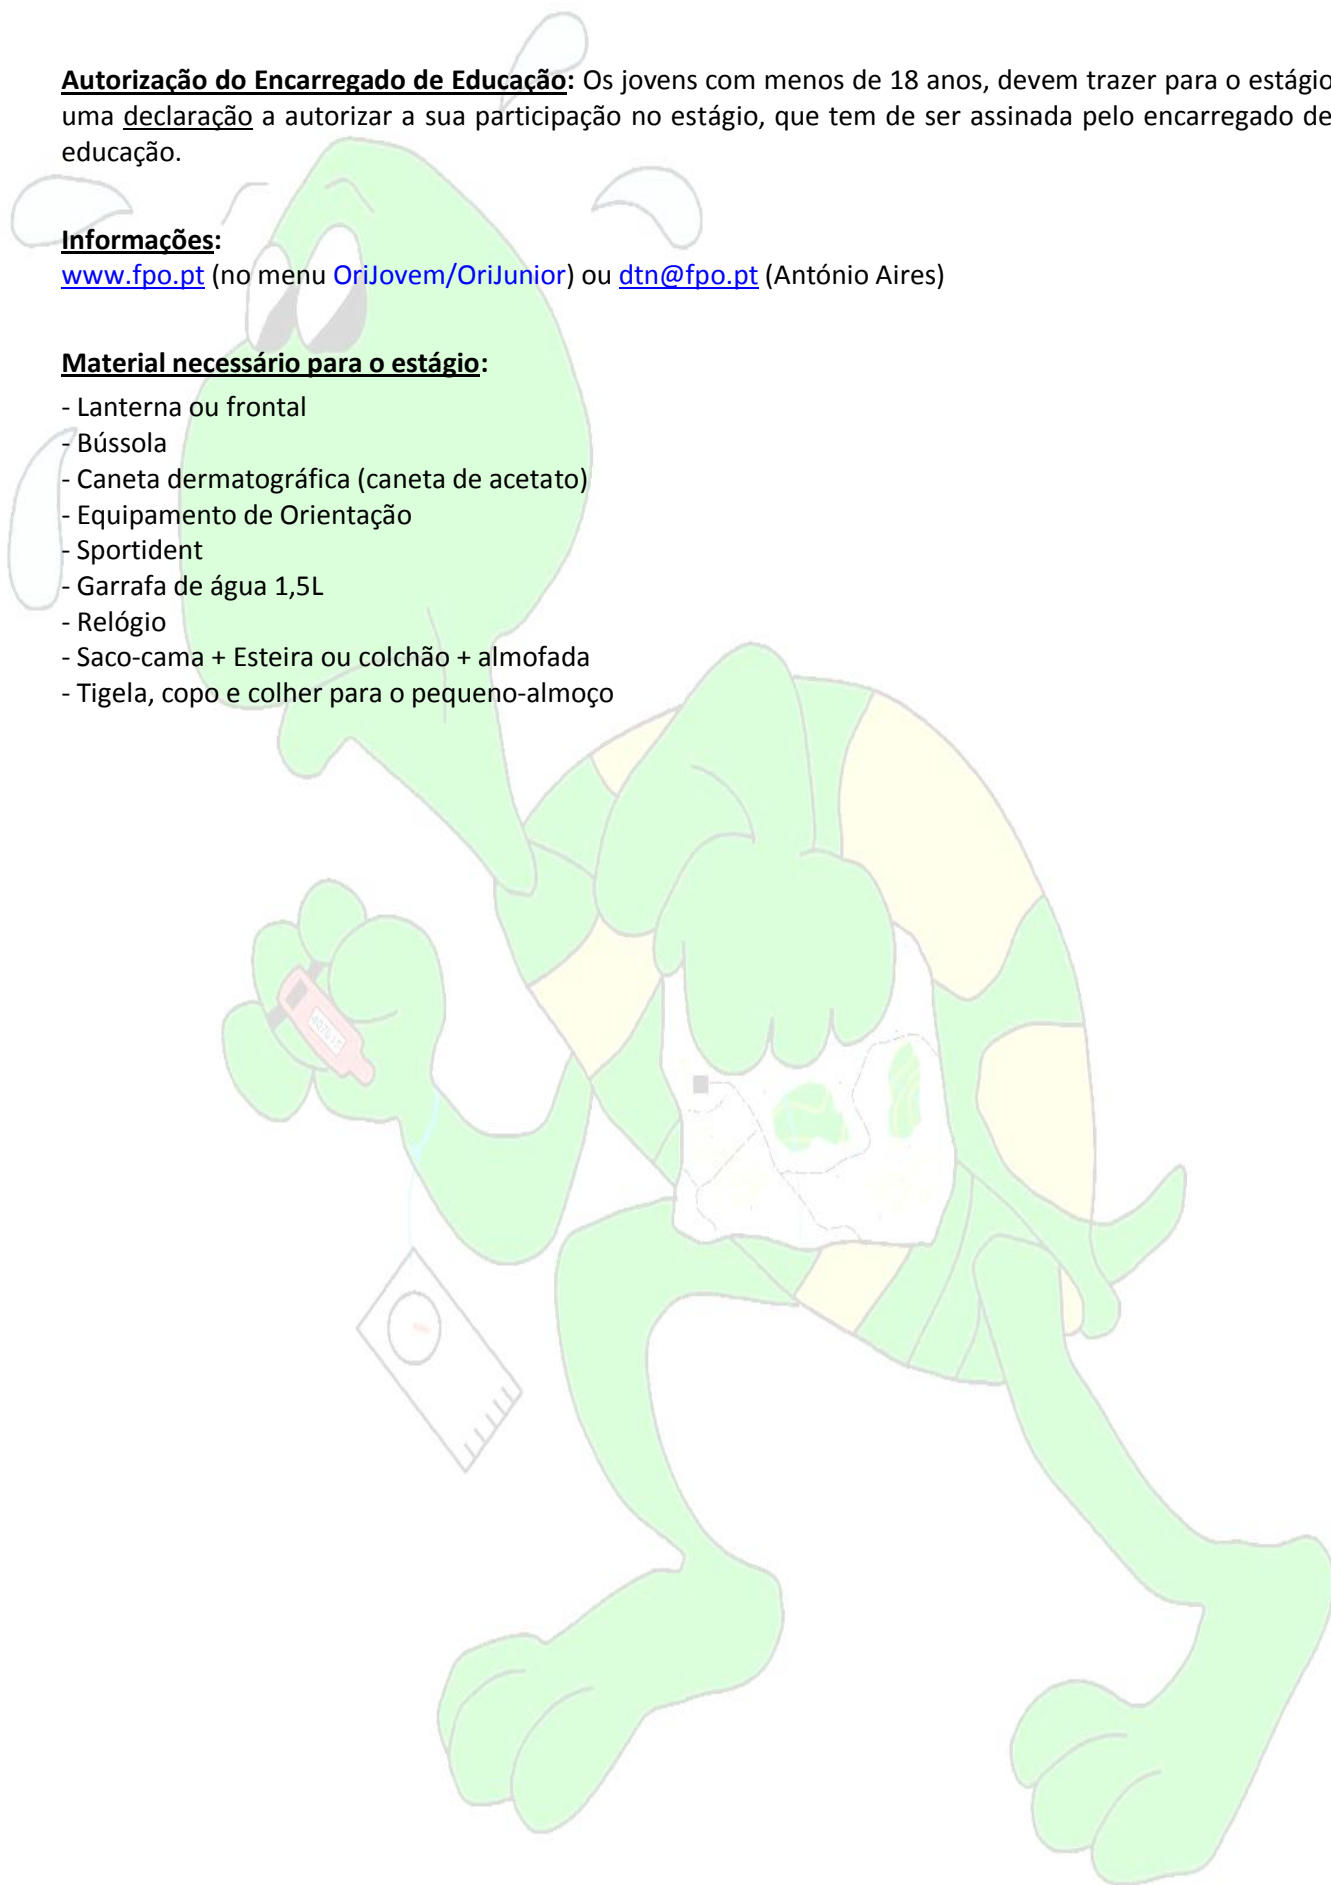 Autorização do Encarregado de Educação: Os jovens com menos de 18 anos, devem trazer para o estágio
uma declaração a autorizar a sua participação no estágio, que tem de ser assinada pelo encarregado de
educação.
Informações:
www.fpo.pt (no menu OriJovem/OriJunior) ou dtn@fpo.pt (António Aires)
Material necessário para o estágio:
- Lanterna ou frontal
- Bússola
- Caneta dermatográfica (caneta de acetato)
- Equipamento de Orientação
- Sportident
- Garrafa de água 1,5L
- Relógio
- Saco-cama + Esteira ou colchão + almofada
- Tigela, copo e colher para o pequeno-almoço